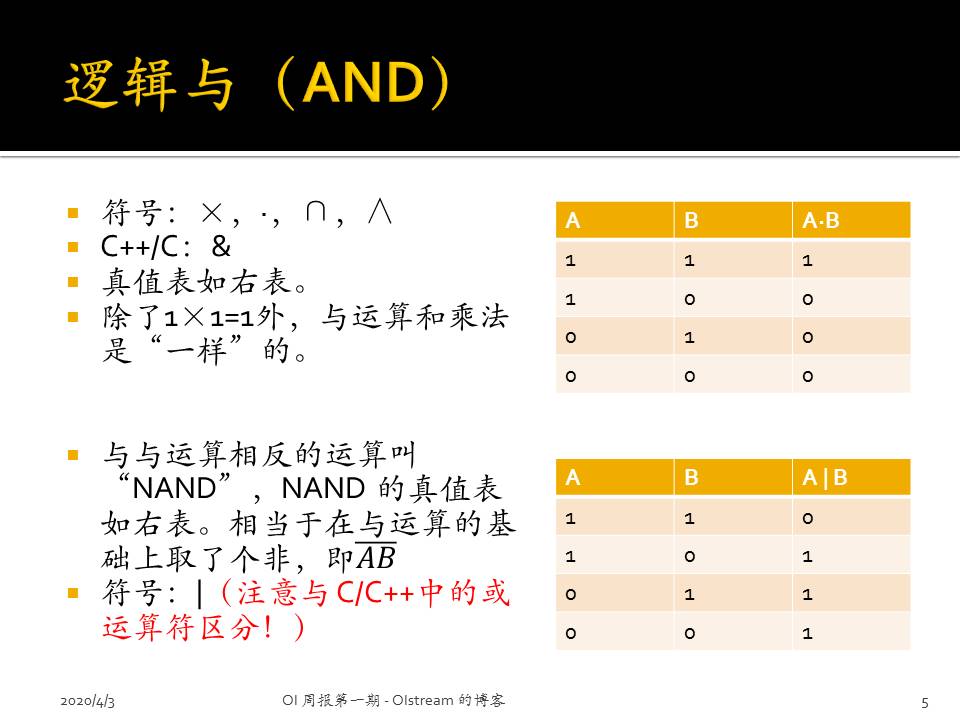 逻辑与（AND）
符号：×，·，∩，∧
C++/C：&
真值表如右表。
除了1×1=1外，与运算和乘法
是“一样”的。
A B A·B
1 1 1
1 0 0
0 1 0
0 0 0
与与运算相反的运算叫
“NAND”，NAND 的真值表
如右表。相当于在与运算的基
础上取了个非，即A̅B̅
符号：|（注意与 C/C++中的或
运算符区分！）
A B A | B
1 1 0
1 0 1
0 1 1
0 0 1
2020/4/3 OI 周报第一期 - OIstream 的博客 5